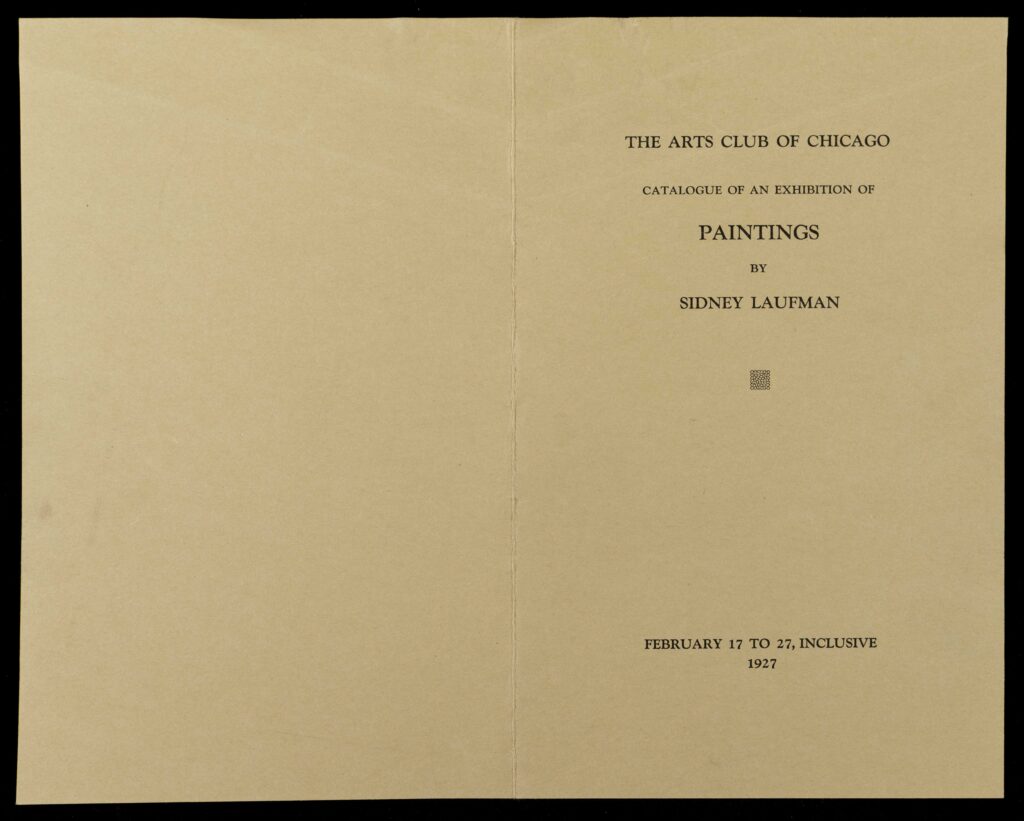 THE ARTS CLUB OF CHICAGO
CATALOGUE OF AN EXHIBITION OF
PAINTINGS
BY
SIDNEY LAUFMAN
FEBRUARY 17 TO 27, INCLUSIVE
1927